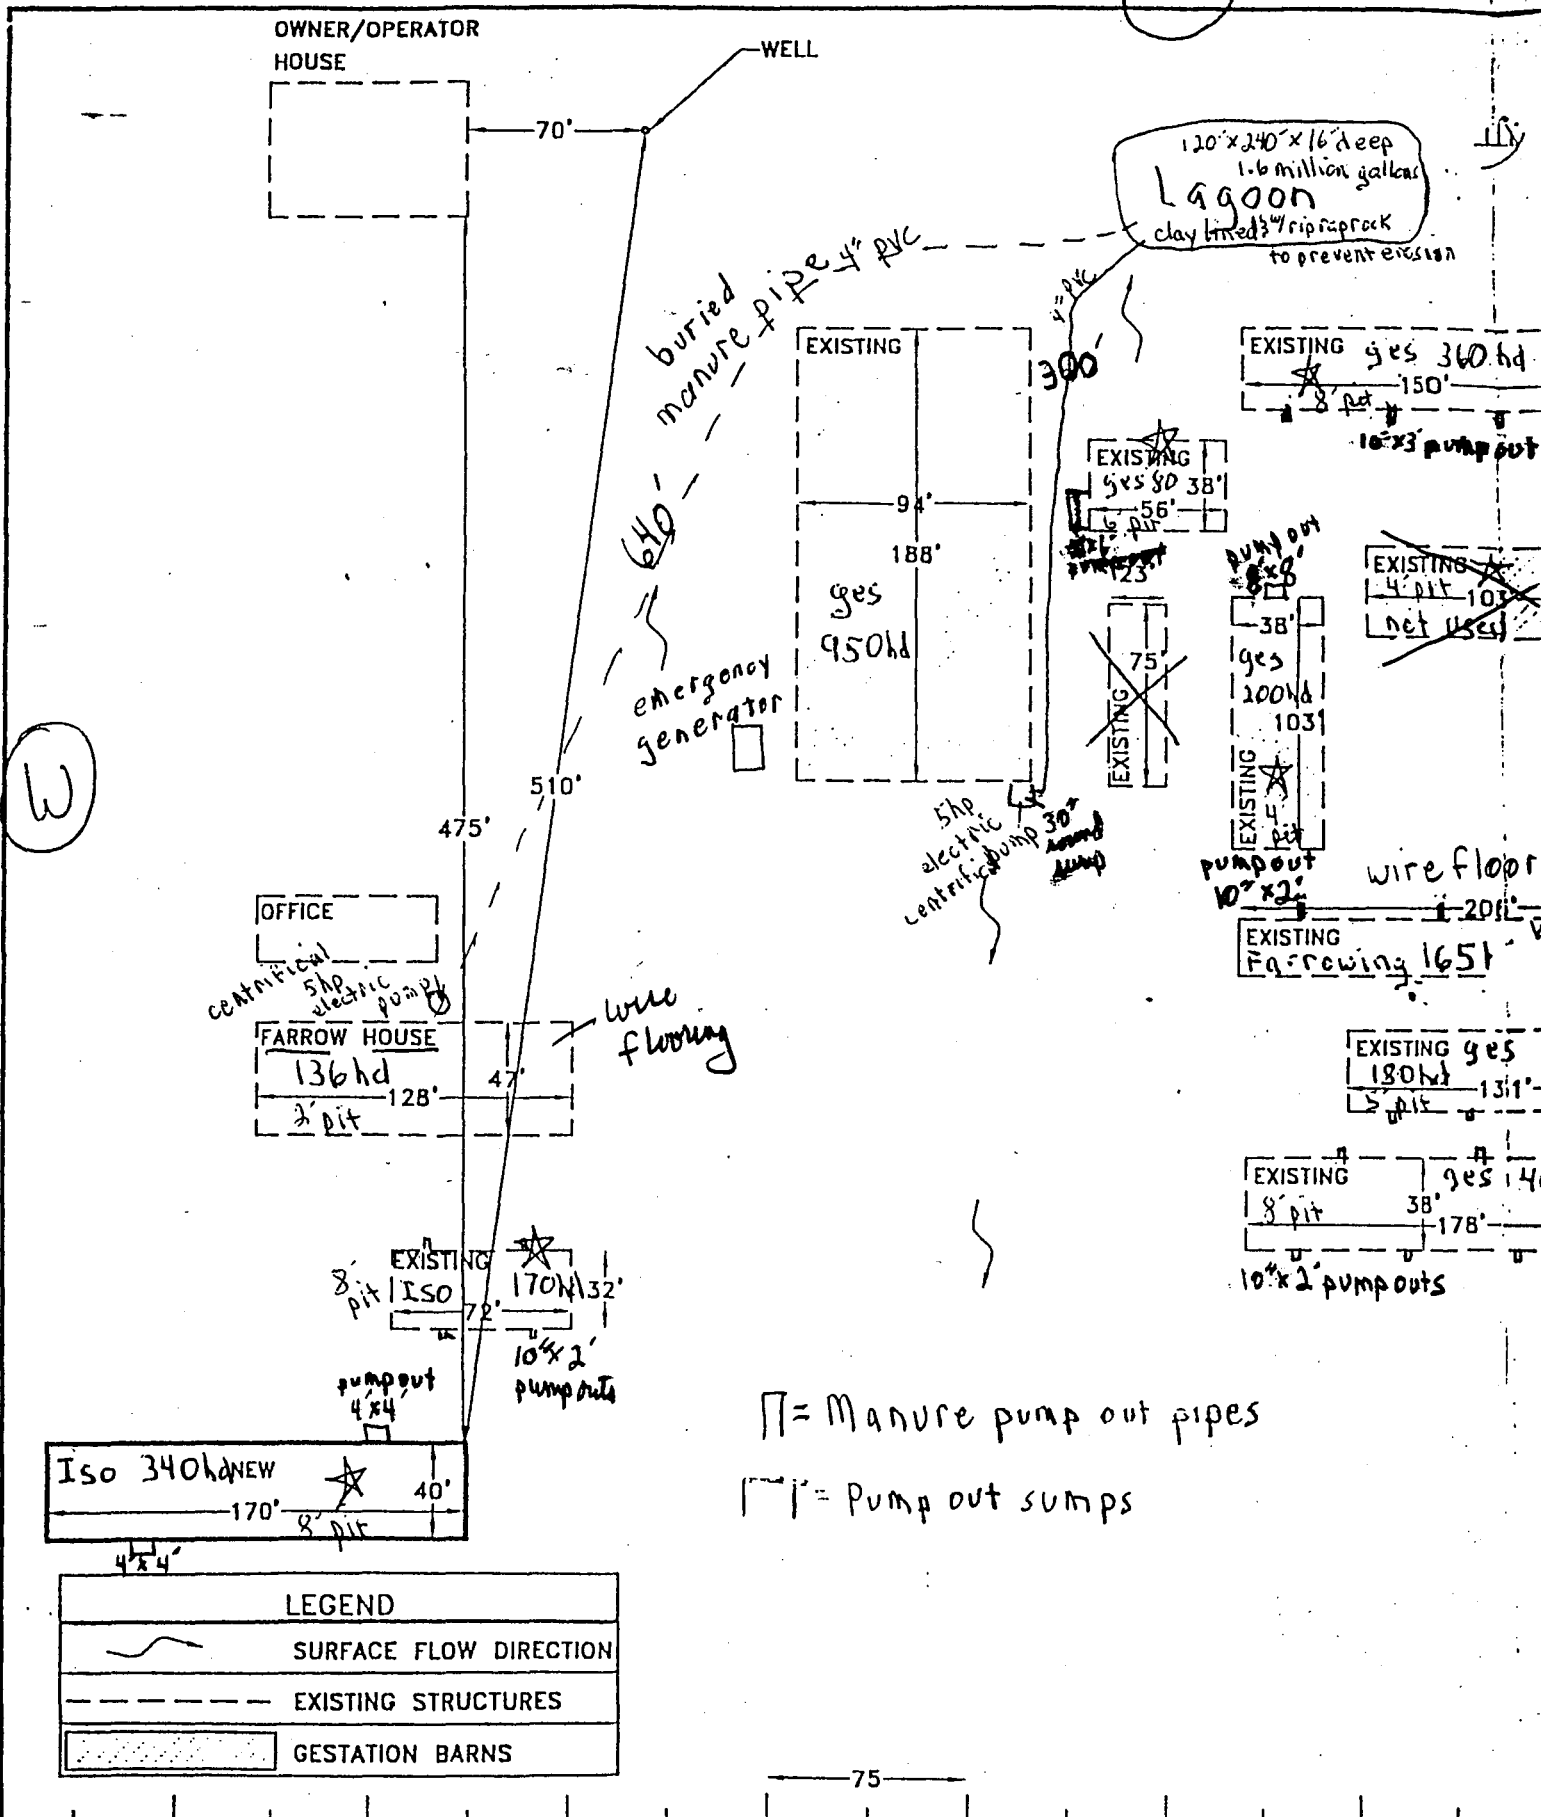 OWNER/OPERATOR
HOUSE
WELL
70'
120'x240'x16'deep
1.6 million gallons
Lagoon
clay lined w/riprap rock
to prevent erosion
buried
manure pipe 4" pvc
4" PVC
300'
640'
EXISTING
94'
188'
ges
950hd
EXISTING ges 360 hd
150'
8' pit
10"x3' pump out
EXISTING
ges 80 38'
56'
6' pit
23'
75'
EXISTING
pump out
8'x8'
38'
ges
200hd
103'
EXISTING
4' pit
pump out
10"x2'
EXISTING
4' pit 103
not used
emergency
generator
W
510'
475'
5hp
electric
centrifical pump
30"
round
sump
wire floor
201'
EXISTING
Farrowing 165
OFFICE
centrifical
5hp
electric
pump
FARROW HOUSE
136hd
47'
128'
2' pit
wire
flooring
EXISTING ges
180hd
131'
pit
EXISTING
ges
8' pit
38'
178'
10"x2' pumpouts
EXISTING
ISO 170hd 32'
72'
8'
pit
10"x2'
pumpouts
pumpout
4'x4'
Iso 340hd NEW
40'
170'
8' pit
4'x4'
= Manure pump out pipes
= Pump out sumps
LEGEND
SURFACE FLOW DIRECTION
EXISTING STRUCTURES
GESTATION BARNS
75